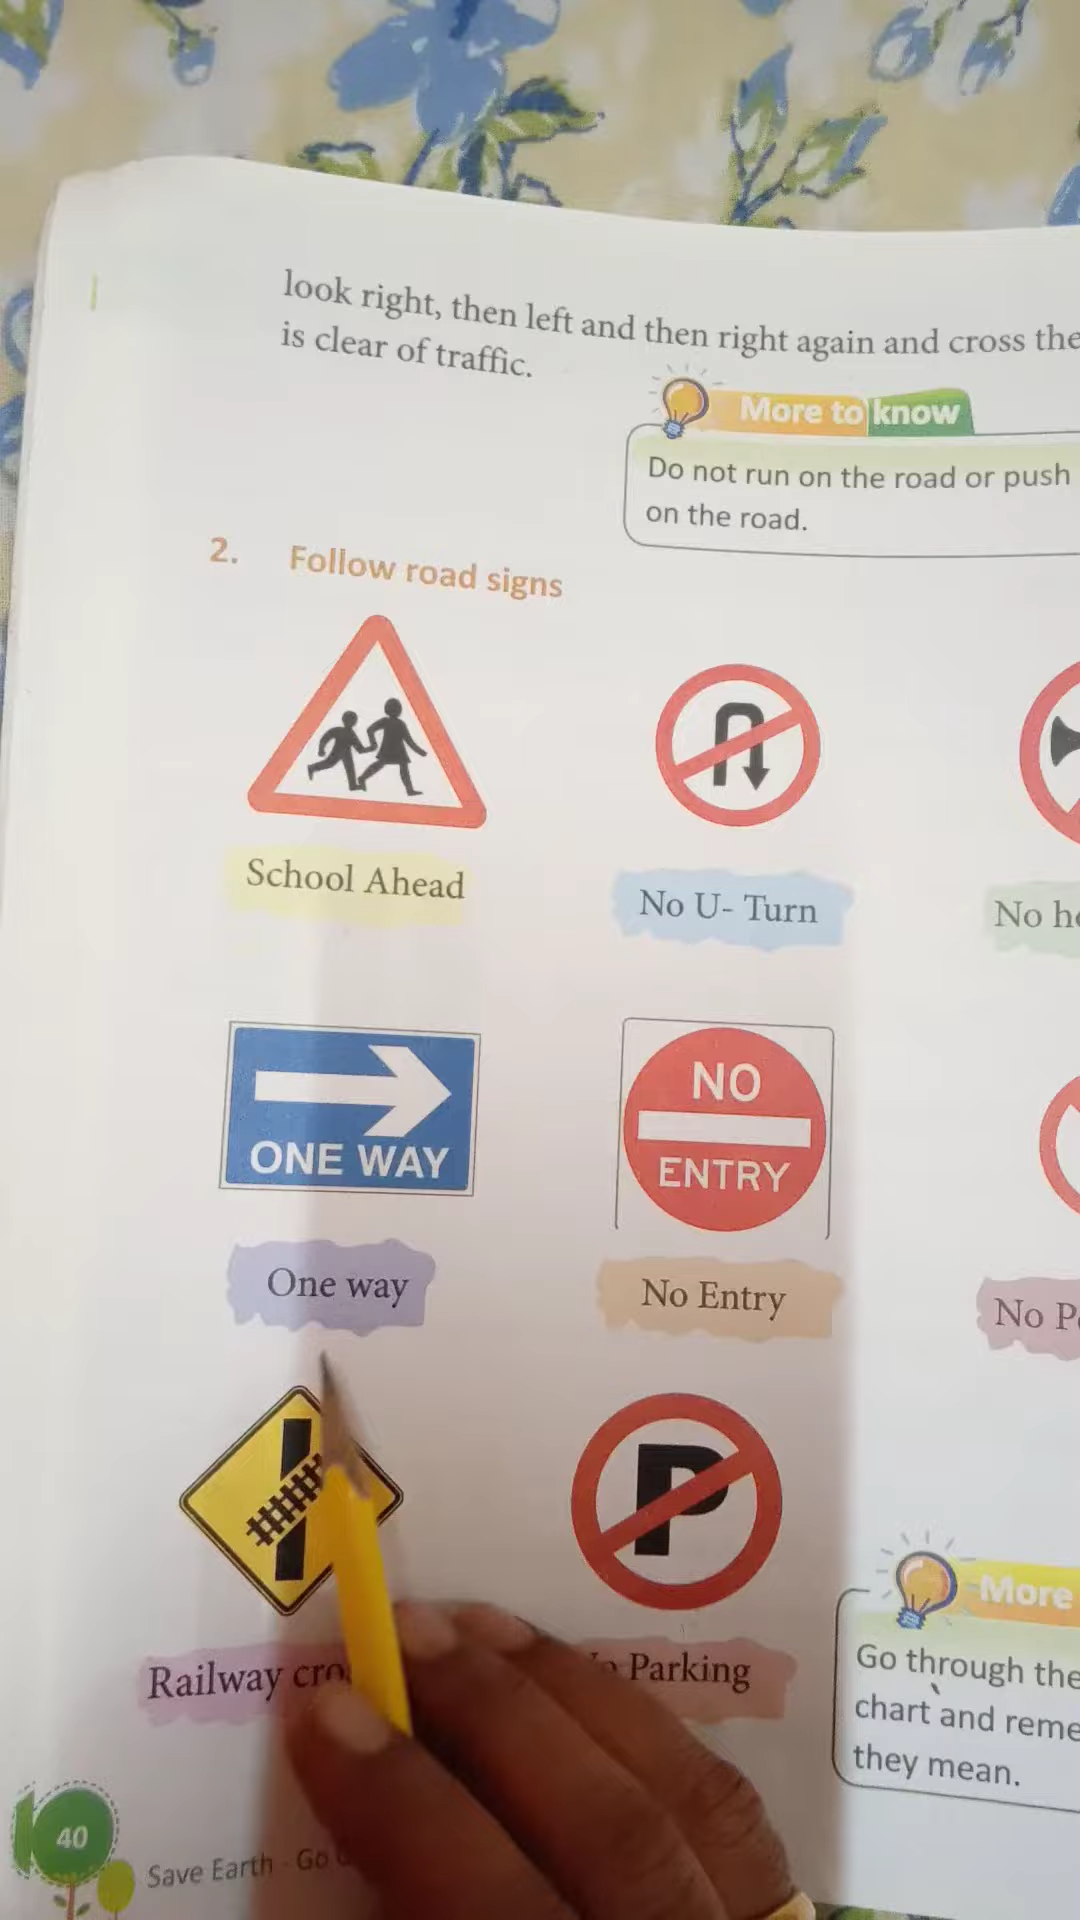 look right, then left and then right again and cross the
is clear of traffic.
More to know
Do not run on the road or push
on the road.
2. Follow road signs
School Ahead
No U- Turn
No
ONE WAY
NO
ENTRY
One way
No Entry
No
P
Railway
Parking
More
Go through the
chart and
they mean.
40
Save Earth - Go